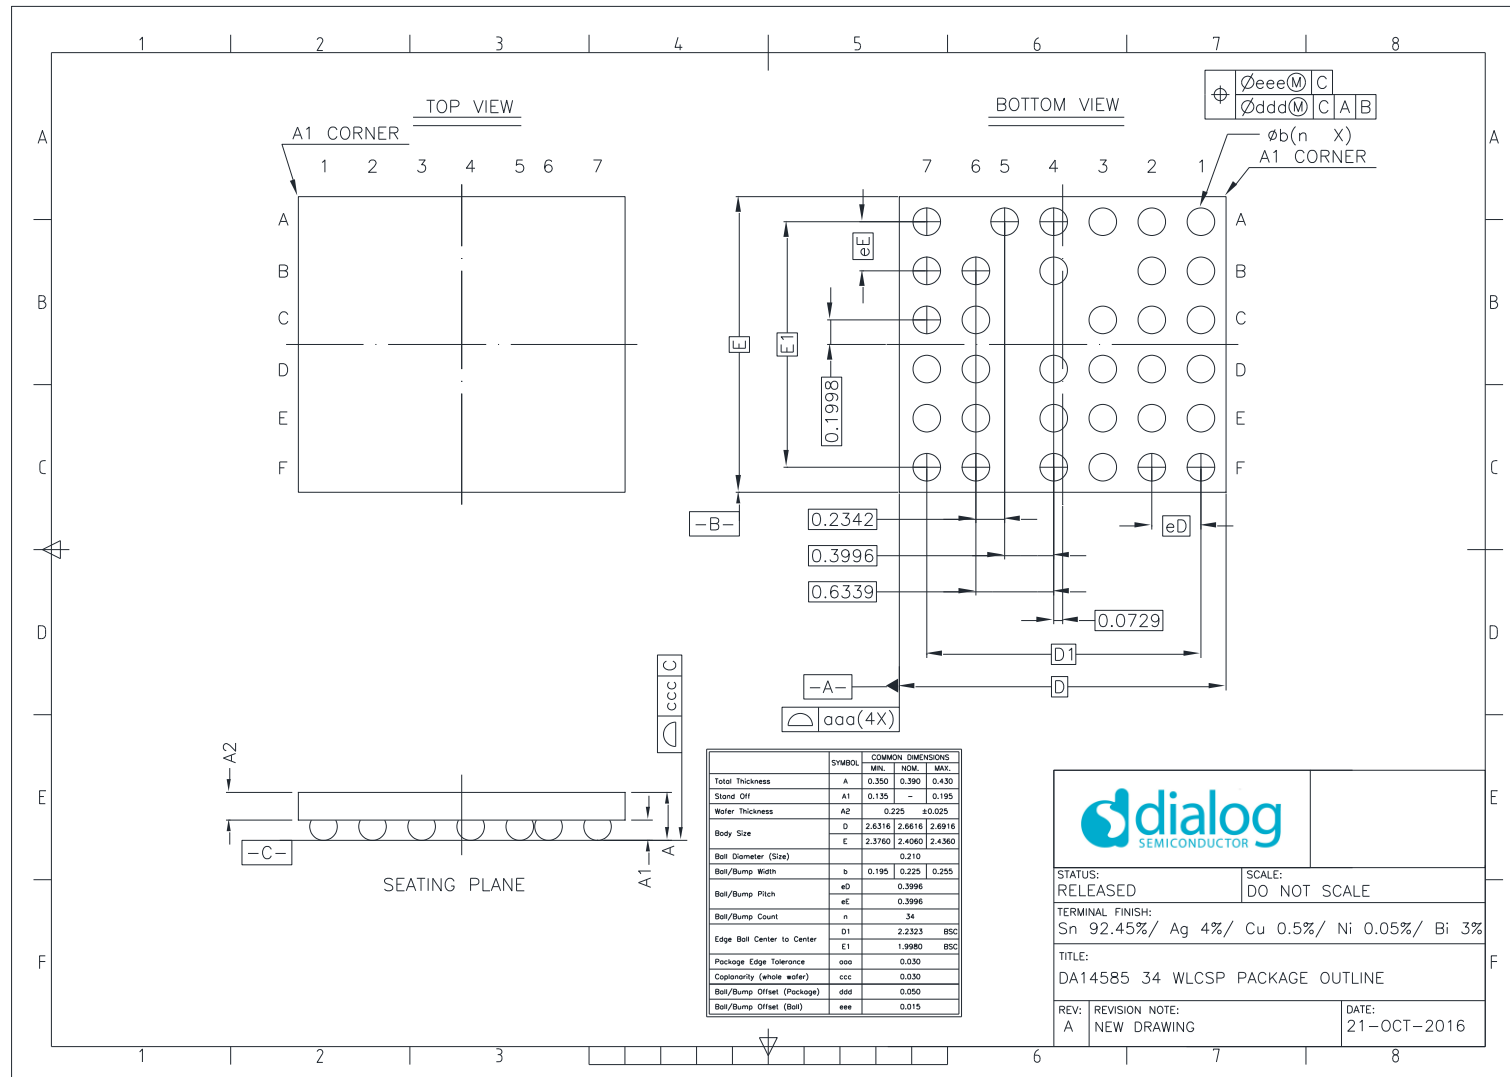 1 2 3 4 5 6 7 8
A
B
C
D
E
F
TOP VIEW
A1 CORNER
1 2 3 4 5 6 7
A
B
C
D
E
F
BOTTOM VIEW
Øeee Ⓜ C
Øddd Ⓜ C A B
øb(n X)
A1 CORNER
7 6 5 4 3 2 1
A
B
C
D
E
F
eE
E
E1
0.1998
-B-
0.2342
eD
0.3996
0.6339
0.0729
D1
-A-
D
aaa(4X)
ccc C
A2
-C-
A1
A
SEATING PLANE
SYMBOL COMMON DIMENSIONS
MIN. NOM. MAX.
Total Thickness A 0.350 0.390 0.430
Stand Off A1 0.135 - 0.195
Wafer Thickness A2 0.225 ±0.025
Body Size D 2.6316 2.6616 2.6916
E 2.3760 2.4060 2.4360
Ball Diameter (Size) 0.210
Ball/Bump Width b 0.195 0.225 0.255
Ball/Bump Pitch eD 0.3996
eE 0.3996
Ball/Bump Count n 34
Edge Ball Center to Center D1 2.2323 BSC
E1 1.9980 BSC
Package Edge Tolerance aaa 0.030
Coplanarity (whole wafer) ccc 0.030
Ball/Bump Offset (Package) ddd 0.050
Ball/Bump Offset (Ball) eee 0.015
dialog
SEMICONDUCTOR
STATUS:
RELEASED
SCALE:
DO NOT SCALE
TERMINAL FINISH:
Sn 92.45%/ Ag 4%/ Cu 0.5%/ Ni 0.05%/ Bi 3%
TITLE:
DA14585 34 WLCSP PACKAGE OUTLINE
REV:
A
REVISION NOTE:
NEW DRAWING
DATE:
21-OCT-2016
A
B
C
D
E
F
1 2 3 6 7 8